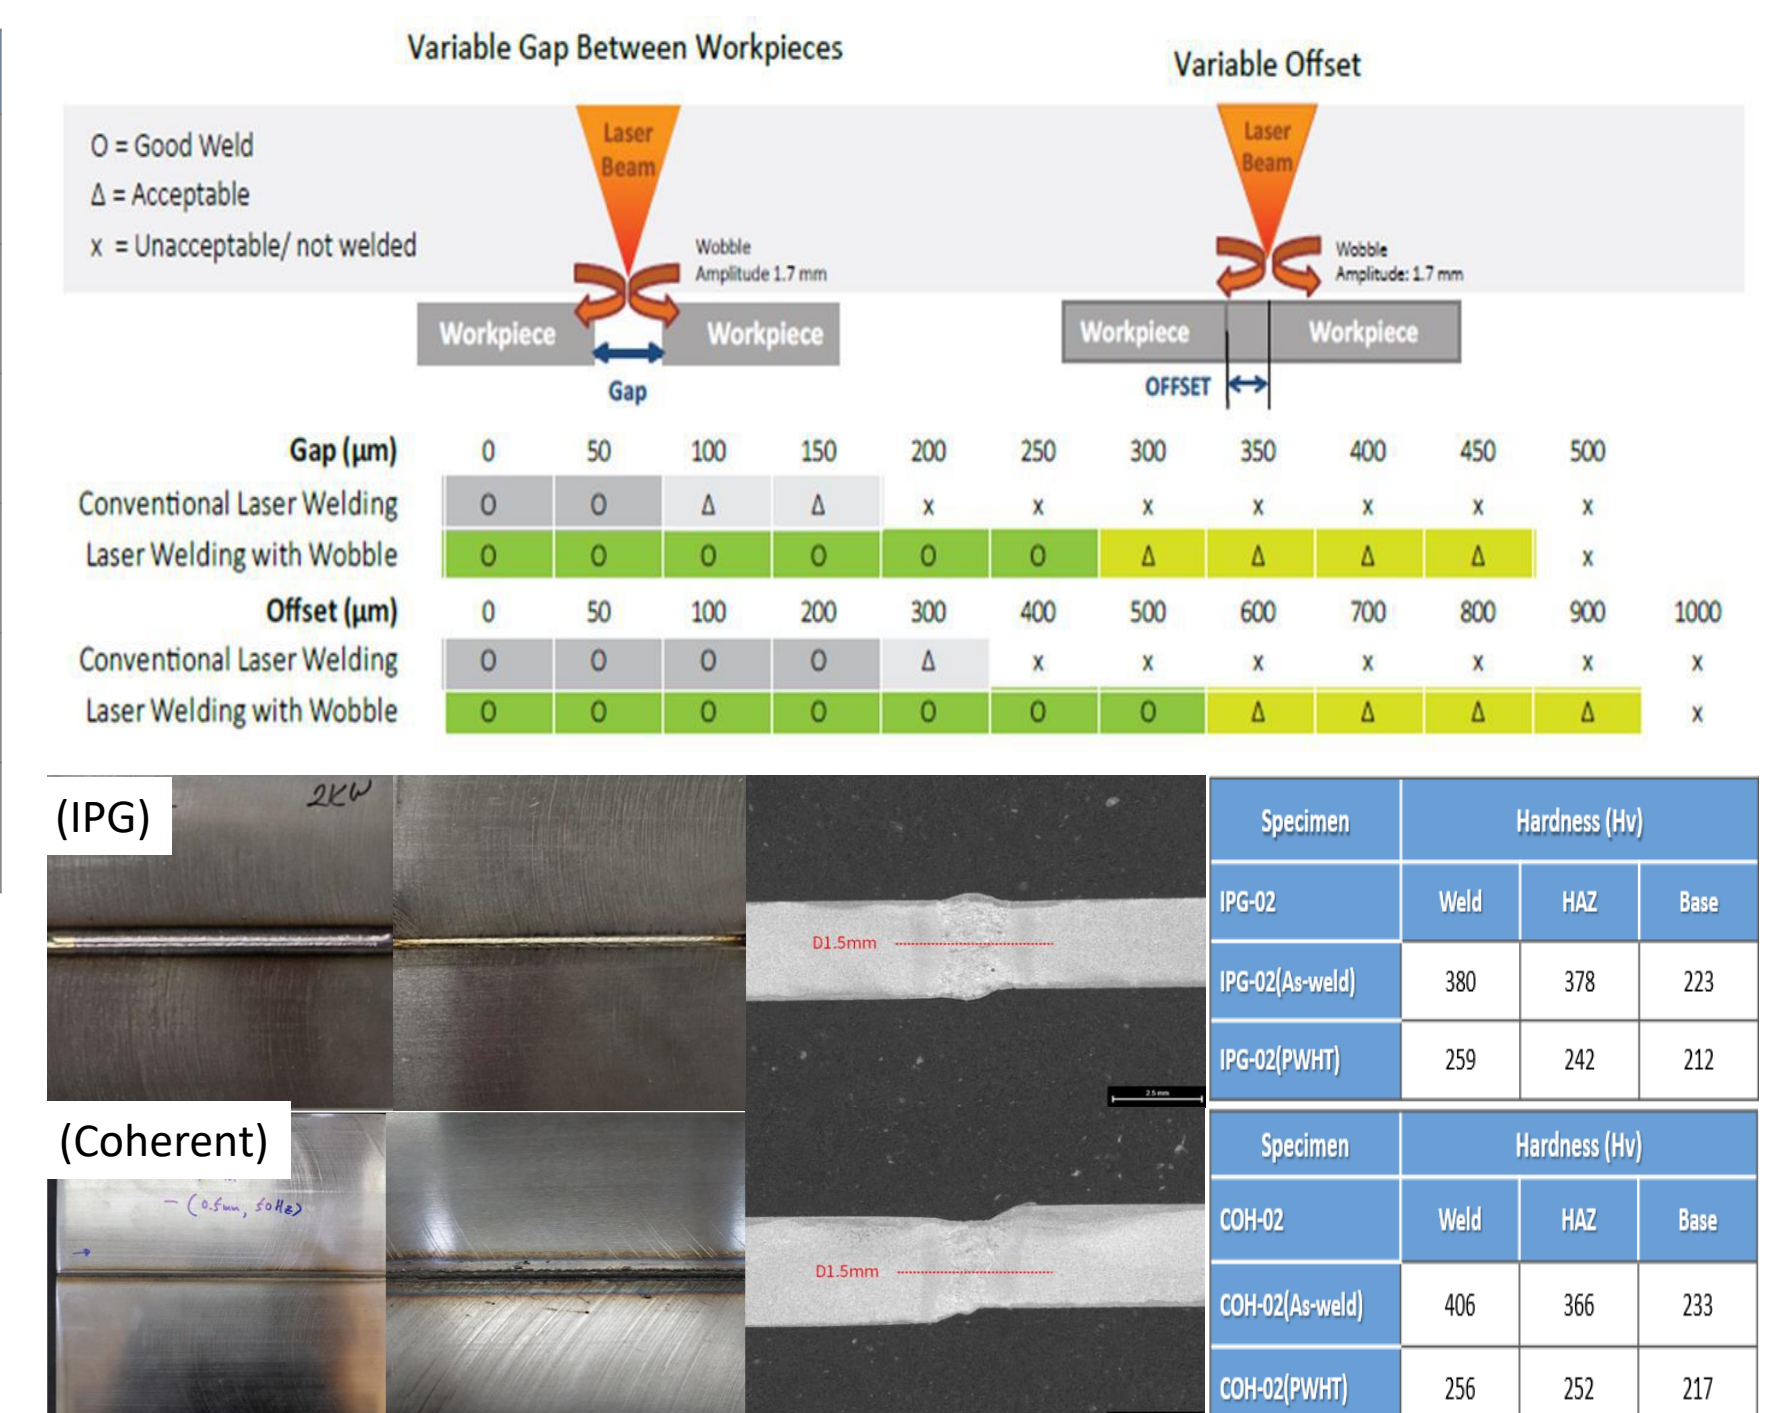 Variable Gap Between Workpieces
Variable Offset
O = Good Weld
Δ = Acceptable
x = Unacceptable/ not welded
Laser
Beam
Wobble
Amplitude 1.7 mm
Laser
Beam
Wobble
Amplitude: 1.7 mm
Workpiece
Workpiece
Gap
Workpiece
Workpiece
OFFSET
Gap (µm) 0 50 100 150 200 250 300 350 400 450 500
Conventional Laser Welding O O Δ Δ x x x x x x x
Laser Welding with Wobble O O O O O O Δ Δ Δ Δ x
Offset (µm) 0 50 100 200 300 400 500 600 700 800 900 1000
Conventional Laser Welding O O O O Δ x x x x x x x
Laser Welding with Wobble O O O O O O O Δ Δ Δ Δ x
(IPG)
2KW
D1.5mm
2.5 mm
Specimen Hardness (Hv)
IPG-02 Weld HAZ Base
IPG-02(As-weld) 380 378 223
IPG-02(PWHT) 259 242 212
(Coherent)
- (0.5mm, 50Hz)
D1.5mm
Specimen Hardness (Hv)
COH-02 Weld HAZ Base
COH-02(As-weld) 406 366 233
COH-02(PWHT) 256 252 217